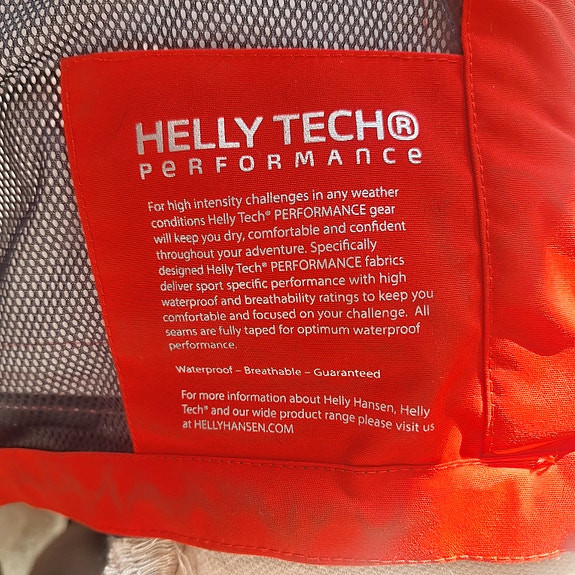 HELLY TECH®
PERFORMANCE
For high intensity challenges in any weather
conditions Helly Tech® PERFORMANCE gear
will keep you dry, comfortable and confident
throughout your adventure. Specifically
designed Helly Tech® PERFORMANCE fabrics
deliver sport specific performance with high
waterproof and breathability ratings to keep you
comfortable and focused on your challenge. All
seams are fully taped for optimum waterproof
performance.
Waterproof – Breathable – Guaranteed
For more information about Helly Hansen, Helly
Tech® and our wide product range please visit us
at HELLYHANSEN.COM